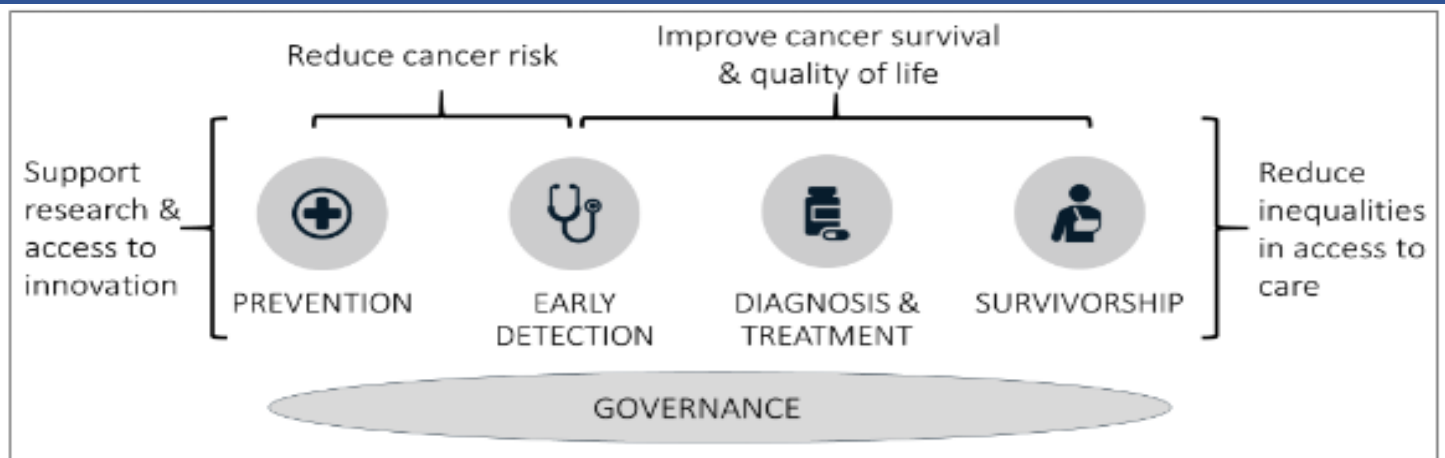 Reduce cancer risk
Improve cancer survival
& quality of life
Support
research &
access to
innovation
PREVENTION
EARLY
DETECTION
DIAGNOSIS &
TREATMENT
SURVIVORSHIP
Reduce
inequalities
in access to
care
GOVERNANCE